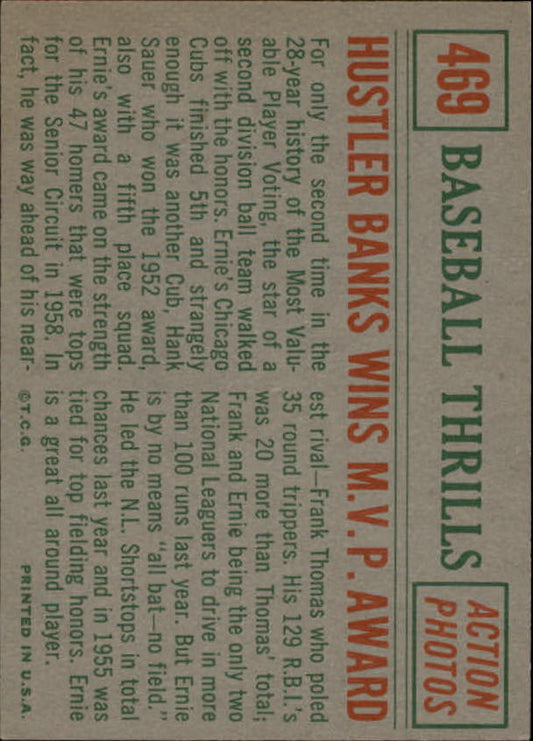 469
BASEBALL THRILLS
ACTION
PHOTOS
HUSTLER BANKS WINS M.V.P. AWARD
For only the second time in the
28-year history of the Most Valu-
able Player Voting, the star of a
second division ball team walked
off with the honors. Ernie's Chicago
Cubs finished 5th and strangely
enough it was another Cub, Hank
Sauer who won the 1952 award,
also with a fifth place squad.
Ernie's award came on the strength
of his 47 homers that were tops
for the Senior Circuit in 1958. In
fact, he was way ahead of his near-
est rival—Frank Thomas who poled
35 round trippers. His 129 R.B.I.'s
was 20 more than Thomas' total;
Frank and Ernie being the only two
National Leaguers to drive in more
than 100 runs last year. But Ernie
is by no means "all bat—no field."
He led the N.L. Shortstops in total
chances last year and in 1955 was
tied for top fielding honors. Ernie
is a great all around player.
©T.C.G.
PRINTED IN U.S.A.